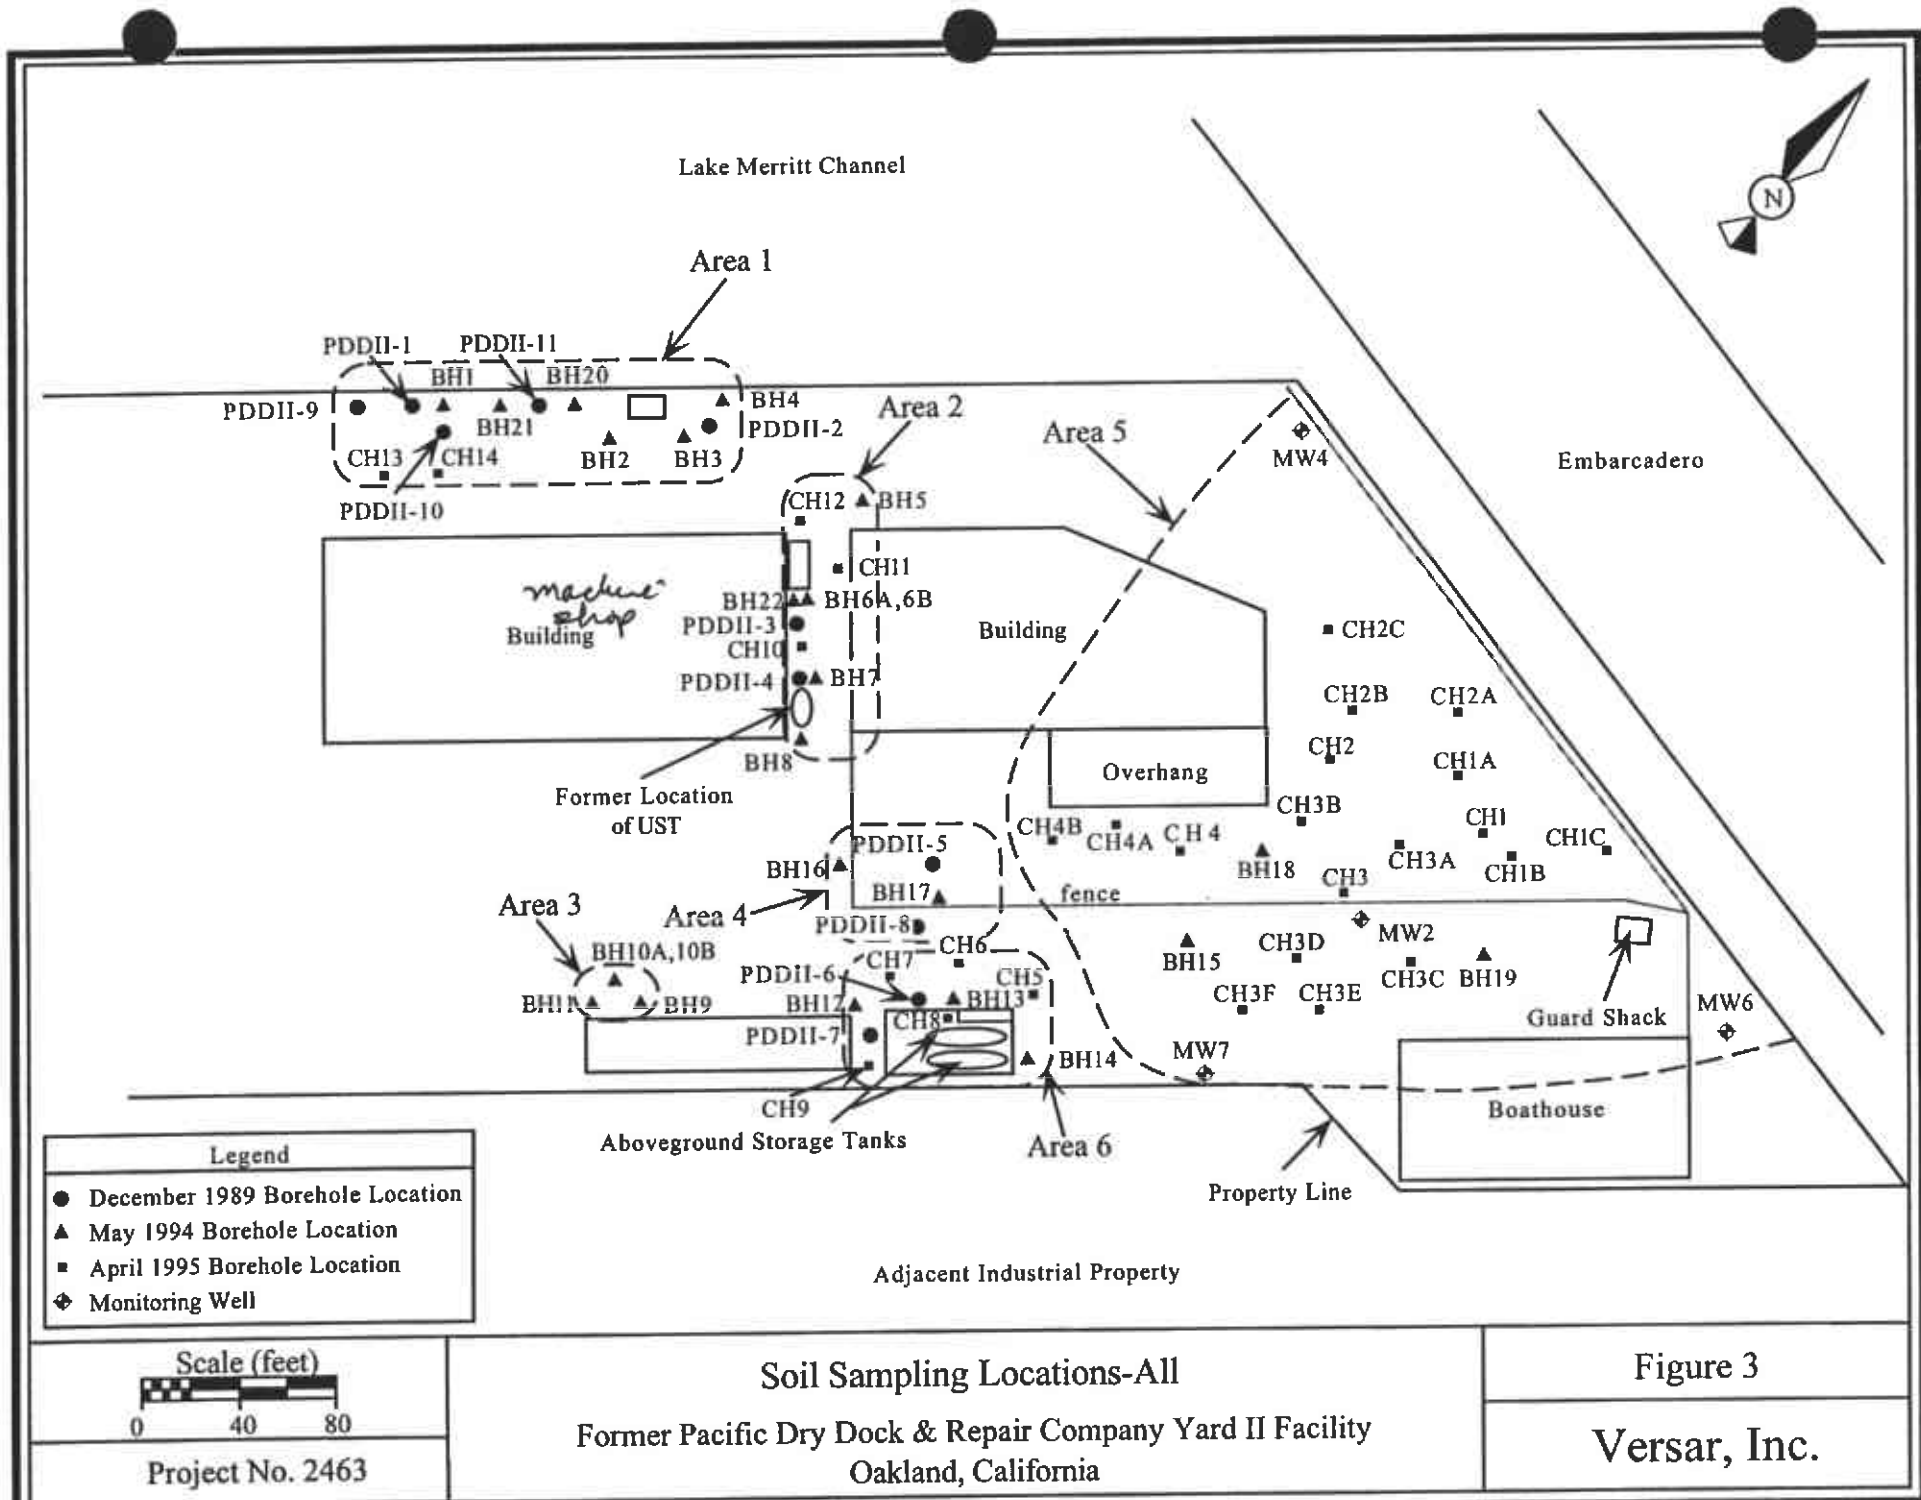 Lake Merritt Channel
N
Area 1
PDDII-1
PDDII-11
BH1
BH20
PDDII-9
BH21
BH4
PDDII-2
Area 2
Area 5
MW4
Embarcadero
CH13
CH14
BH2
BH3
PDDII-10
CH12
BH5
CH11
machine
shop
Building
BH22
BH6A,6B
PDDII-3
CH10
PDDII-4
BH7
Building
CH2C
CH2B
CH2A
BH8
CH2
CH1A
Overhang
Former Location
of UST
CH3B
CH4B
CH4A
CH4
CH1
CH1C
PDDII-5
BH16
BH18
CH3A
CH1B
CH3
BH17
fence
Area 3
Area 4
PDDII-8
MW2
BH10A,10B
CH6
BH15
CH3D
CH3C
BH19
CH7
PDDII-6
CH5
BH11
BH9
BH12
BH13
CH3F
CH3E
MW6
Guard Shack
CH8
PDDII-7
BH14
MW7
CH9
Boathouse
Aboveground Storage Tanks
Area 6
Property Line
Legend
December 1989 Borehole Location
May 1994 Borehole Location
April 1995 Borehole Location
Monitoring Well
Adjacent Industrial Property
Scale (feet)
0 40 80
Project No. 2463
Soil Sampling Locations-All
Former Pacific Dry Dock & Repair Company Yard II Facility
Oakland, California
Figure 3
Versar, Inc.